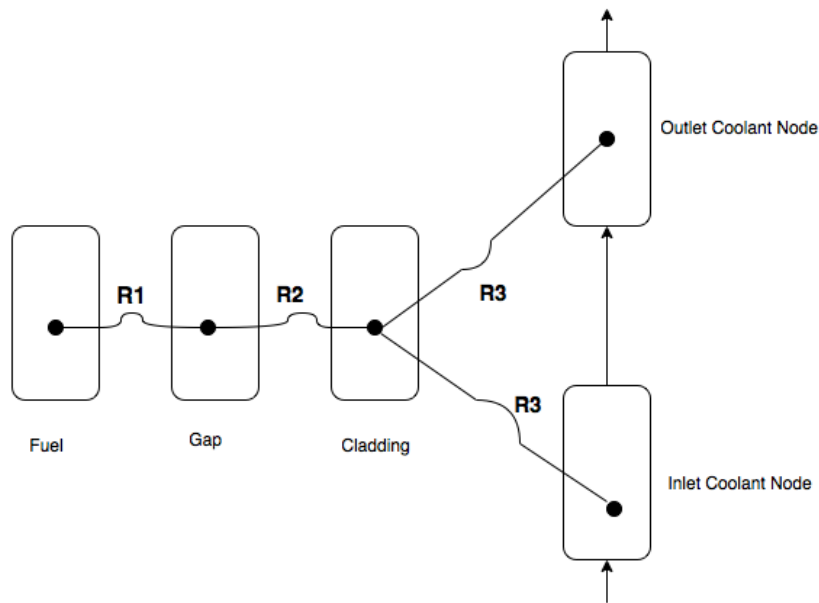 Outlet Coolant Node
R1
R2
R3
R3
Fuel
Gap
Cladding
Inlet Coolant Node